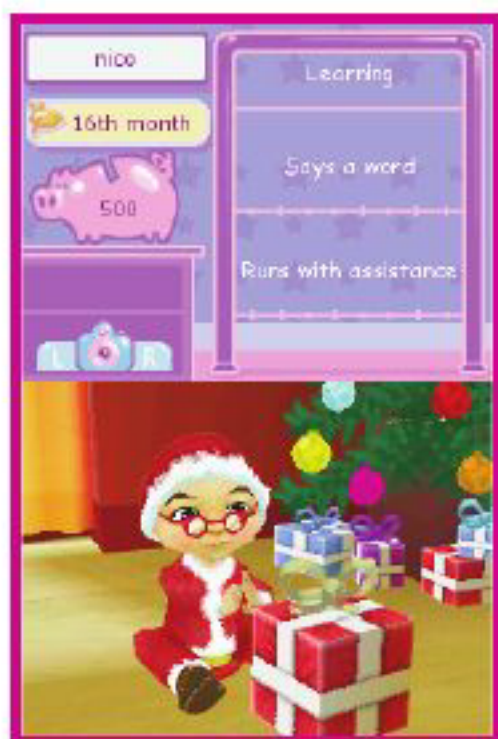 nico
16th month
500
L R
Learning
Says a word
Runs with assistance